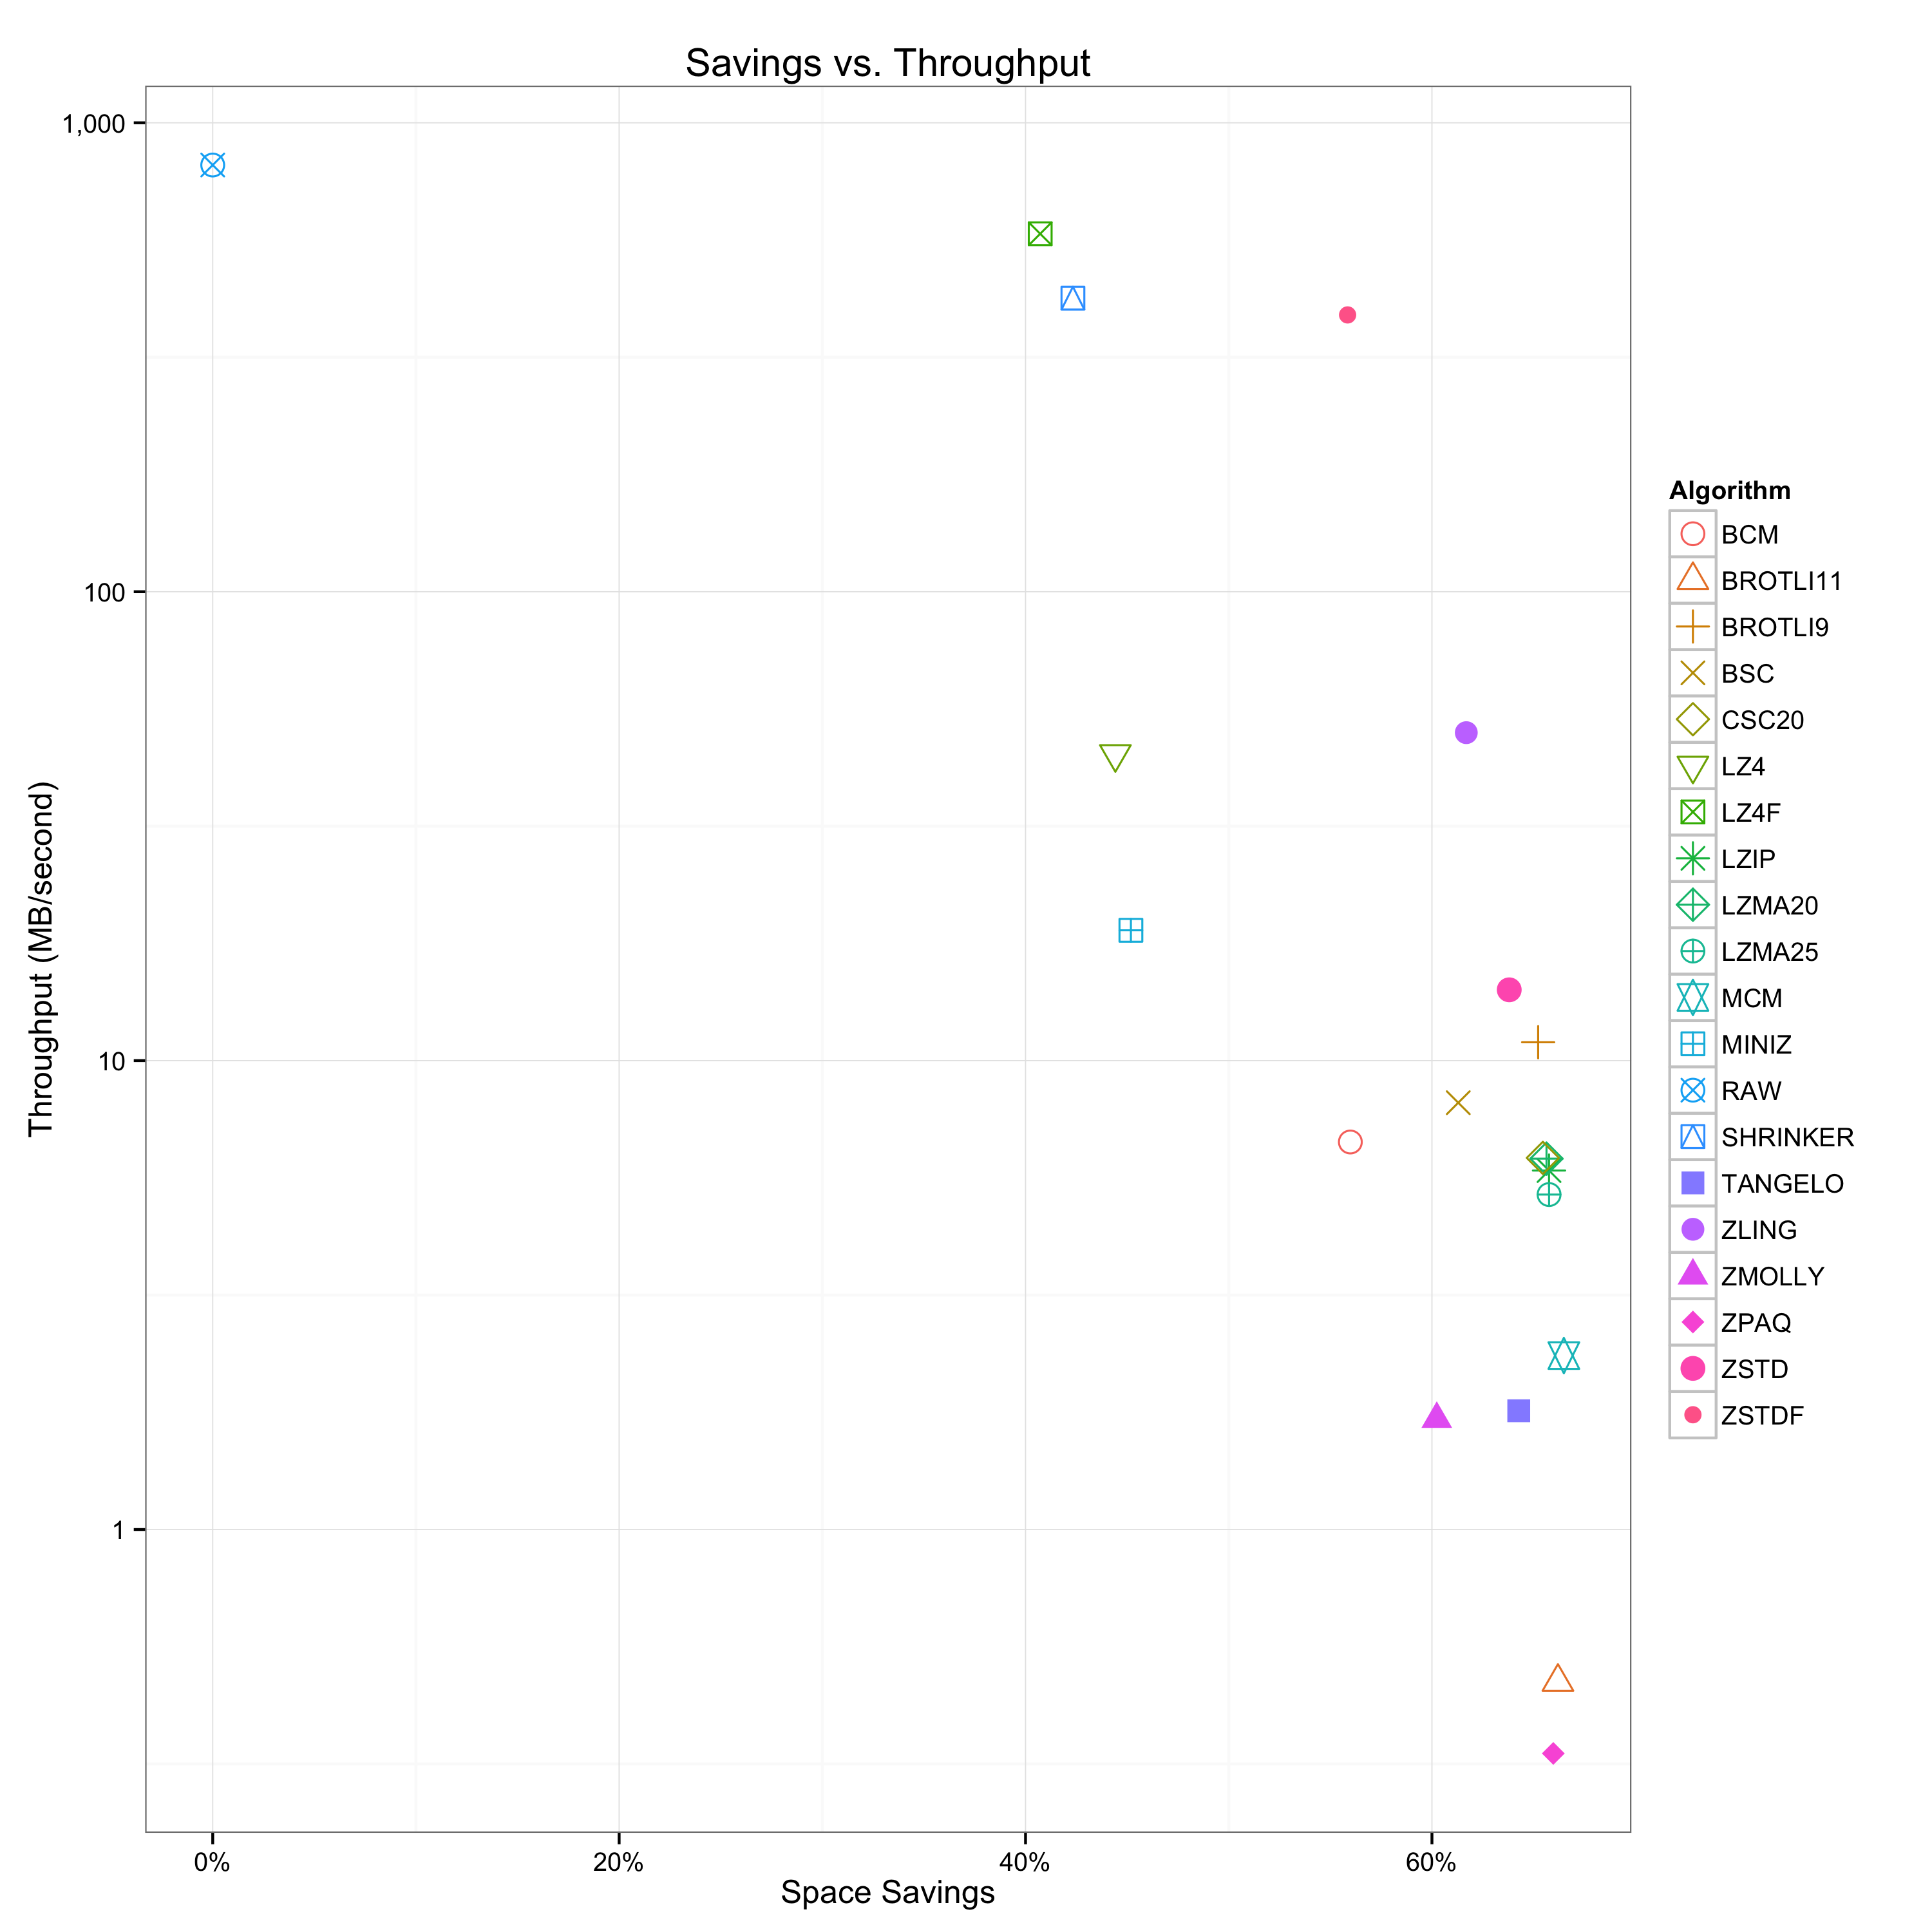 Savings vs. Throughput
1,000
100
10
1
Throughput (MB/second)
0%
20%
40%
60%
Space Savings
Algorithm
BCM
BROTLI11
BROTLI9
BSC
CSC20
LZ4
LZ4F
LZIP
LZMA20
LZMA25
MCM
MINIZ
RAW
SHRINKER
TANGELO
ZLING
ZMOLLY
ZPAQ
ZSTD
ZSTDF